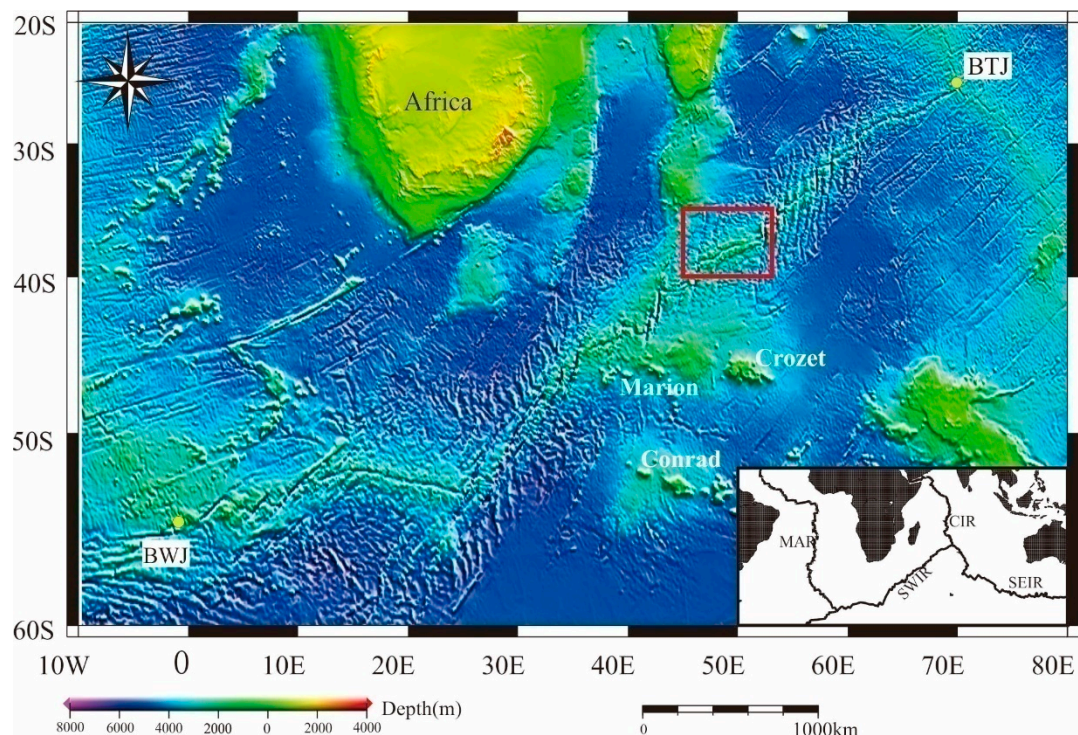 20S
BTJ
Africa
30S
40S
Crozet
Marion
50S
Conrad
CIR
MAR
SWIR
SEIR
BWJ
60S
10W 0 10E 20E 30E 40E 50E 60E 70E 80E
Depth(m)
8000 6000 4000 2000 0 2000 4000
0 1000km